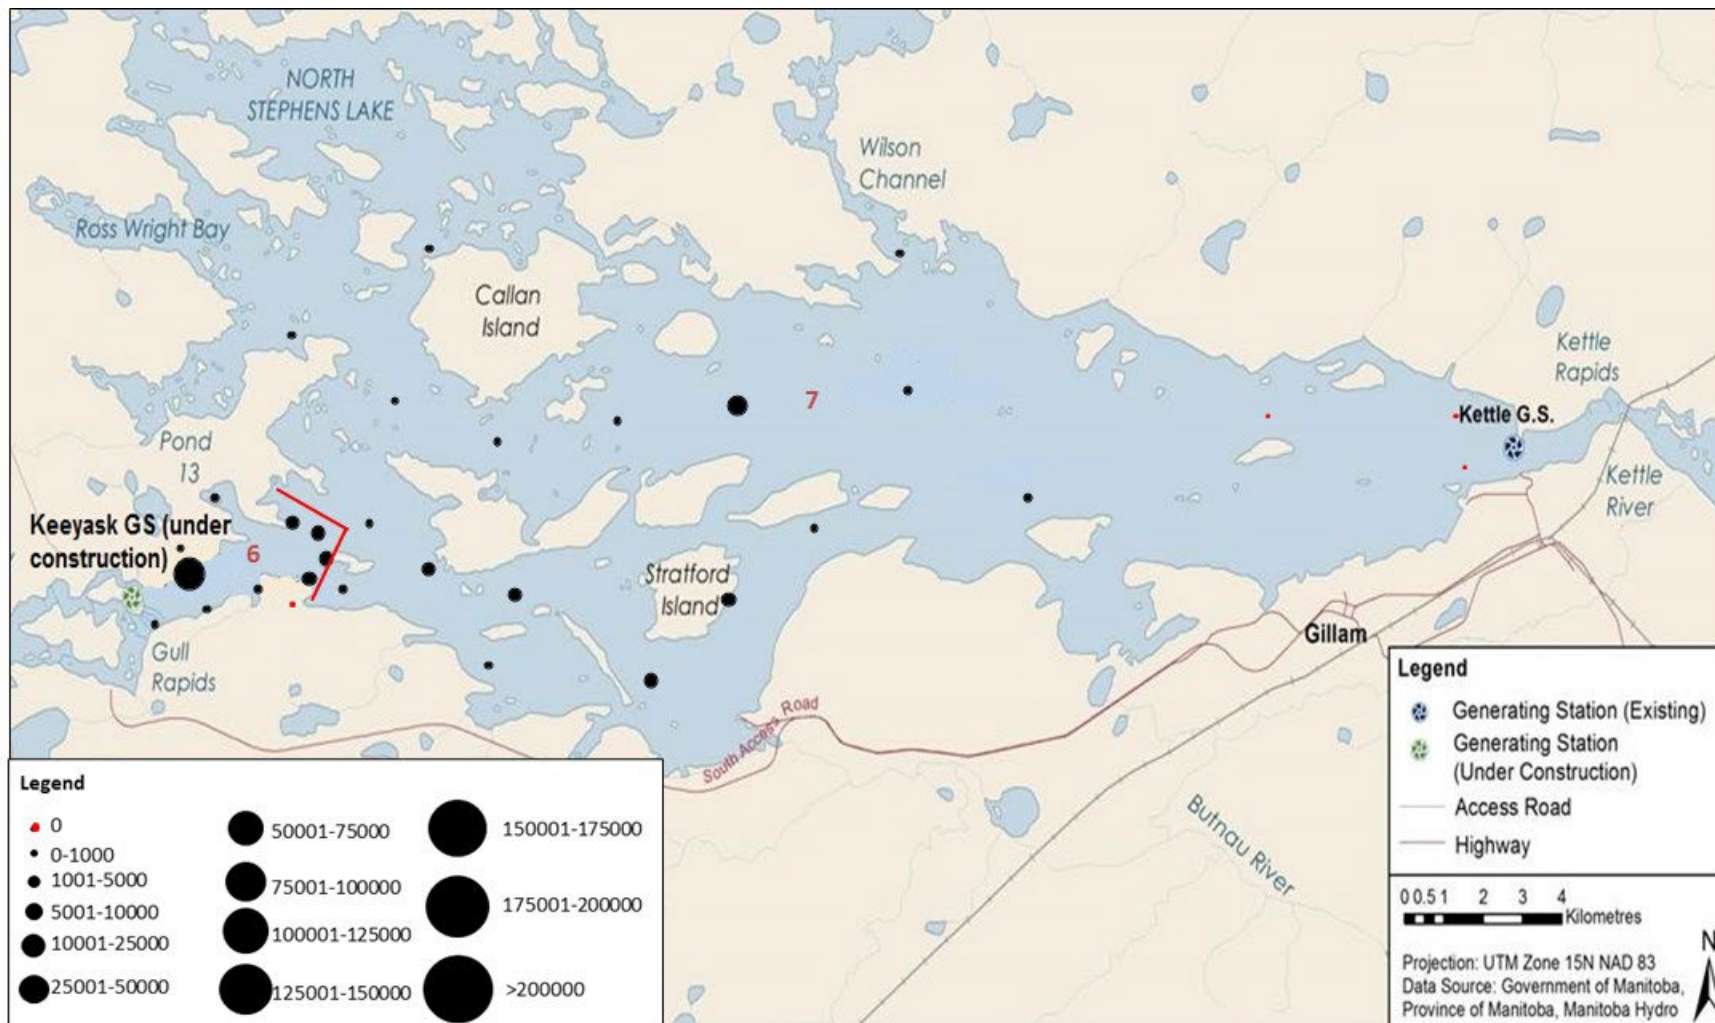 NORTH
STEPHENS LAKE
Wilson
Channel
Ross Wright Bay
Callan
Island
Kettle
Rapids
7
Kettle G.S.
Pond
13
Kettle
River
Keeyask GS (under
construction)
6
Stratford
Island
Gillam
Gull
Rapids
South Access Road
Butnau River
Legend
0
0-1000
1001-5000
5001-10000
10001-25000
25001-50000
50001-75000
75001-100000
100001-125000
125001-150000
150001-175000
175001-200000
>200000
Legend
Generating Station (Existing)
Generating Station
(Under Construction)
Access Road
Highway
0 0.5 1 2 3 4
Kilometres
N
Projection: UTM Zone 15N NAD 83
Data Source: Government of Manitoba,
Province of Manitoba, Manitoba Hydro